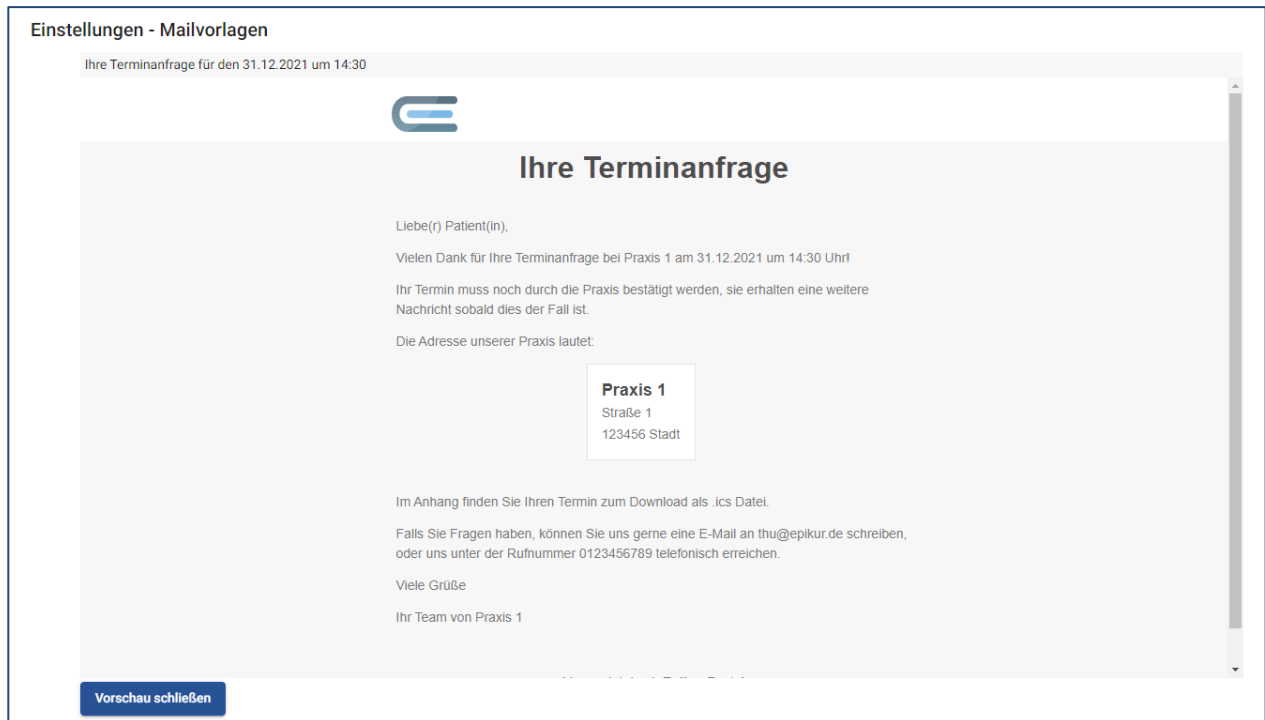 Einstellungen - Mailvorlagen
Ihre Terminanfrage für den 31.12.2021 um 14:30
Ihre Terminanfrage
Liebe(r) Patient(in),
Vielen Dank für Ihre Terminanfrage bei Praxis 1 am 31.12.2021 um 14:30 Uhr!
Ihr Termin muss noch durch die Praxis bestätigt werden, sie erhalten eine weitere
Nachricht sobald dies der Fall ist.
Die Adresse unserer Praxis lautet:
Praxis 1
Straße 1
123456 Stadt
Im Anhang finden Sie Ihren Termin zum Download als .ics Datei.
Falls Sie Fragen haben, können Sie uns gerne eine E-Mail an thu@epikur.de schreiben,
oder uns unter der Rufnummer 0123456789 telefonisch erreichen.
Viele Grüße
Ihr Team von Praxis 1
Vorschau schließen